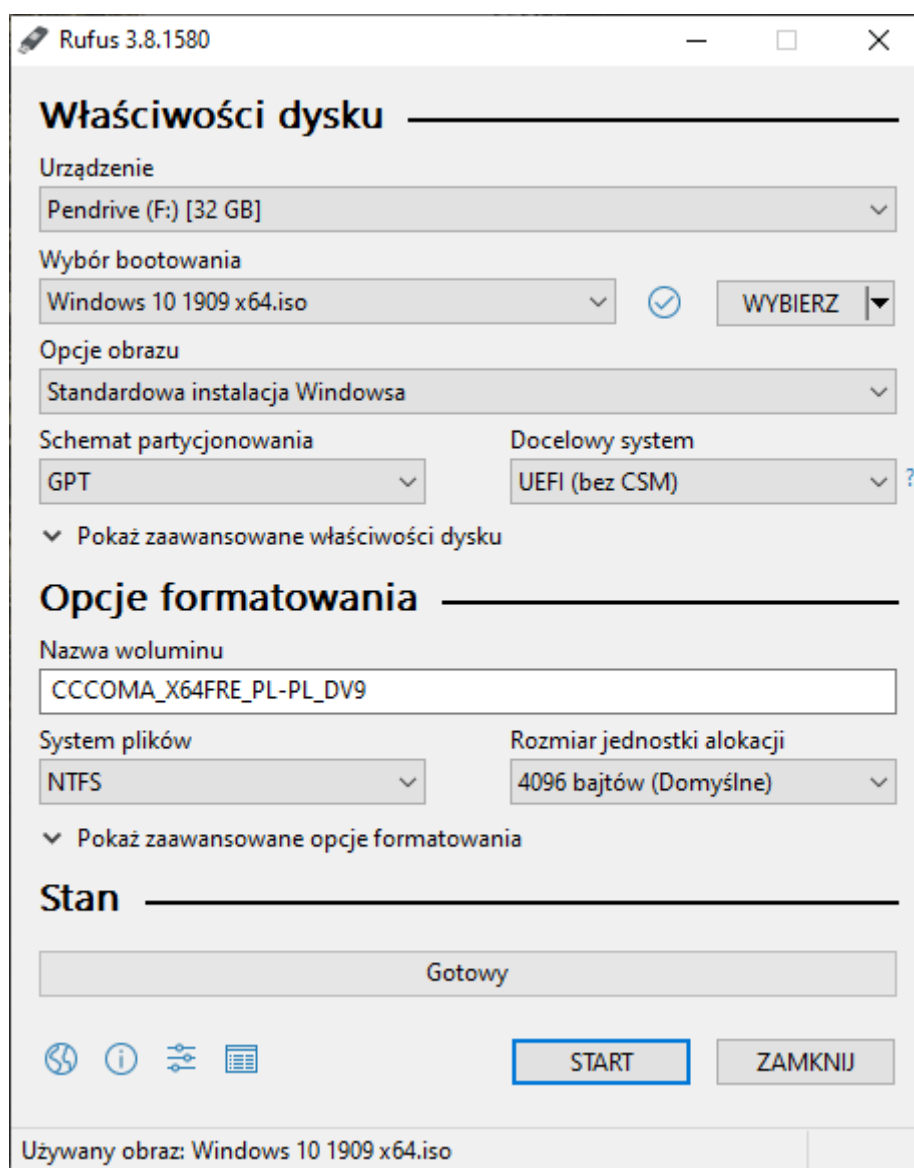 Rufus 3.8.1580
Właściwości dysku
Urządzenie
Pendrive (F:) [32 GB]
Wybór bootowania
Windows 10 1909 x64.iso
WYBIERZ
Opcje obrazu
Standardowa instalacja Windowsa
Schemat partycjonowania
Docelowy system
GPT
UEFI (bez CSM)
?
Pokaż zaawansowane właściwości dysku
Opcje formatowania
Nazwa woluminu
CCCOMA_X64FRE_PL-PL_DV9
System plików
Rozmiar jednostki alokacji
NTFS
4096 bajtów (Domyślne)
Pokaż zaawansowane opcje formatowania
Stan
Gotowy
START
ZAMKNIJ
Używany obraz: Windows 10 1909 x64.iso